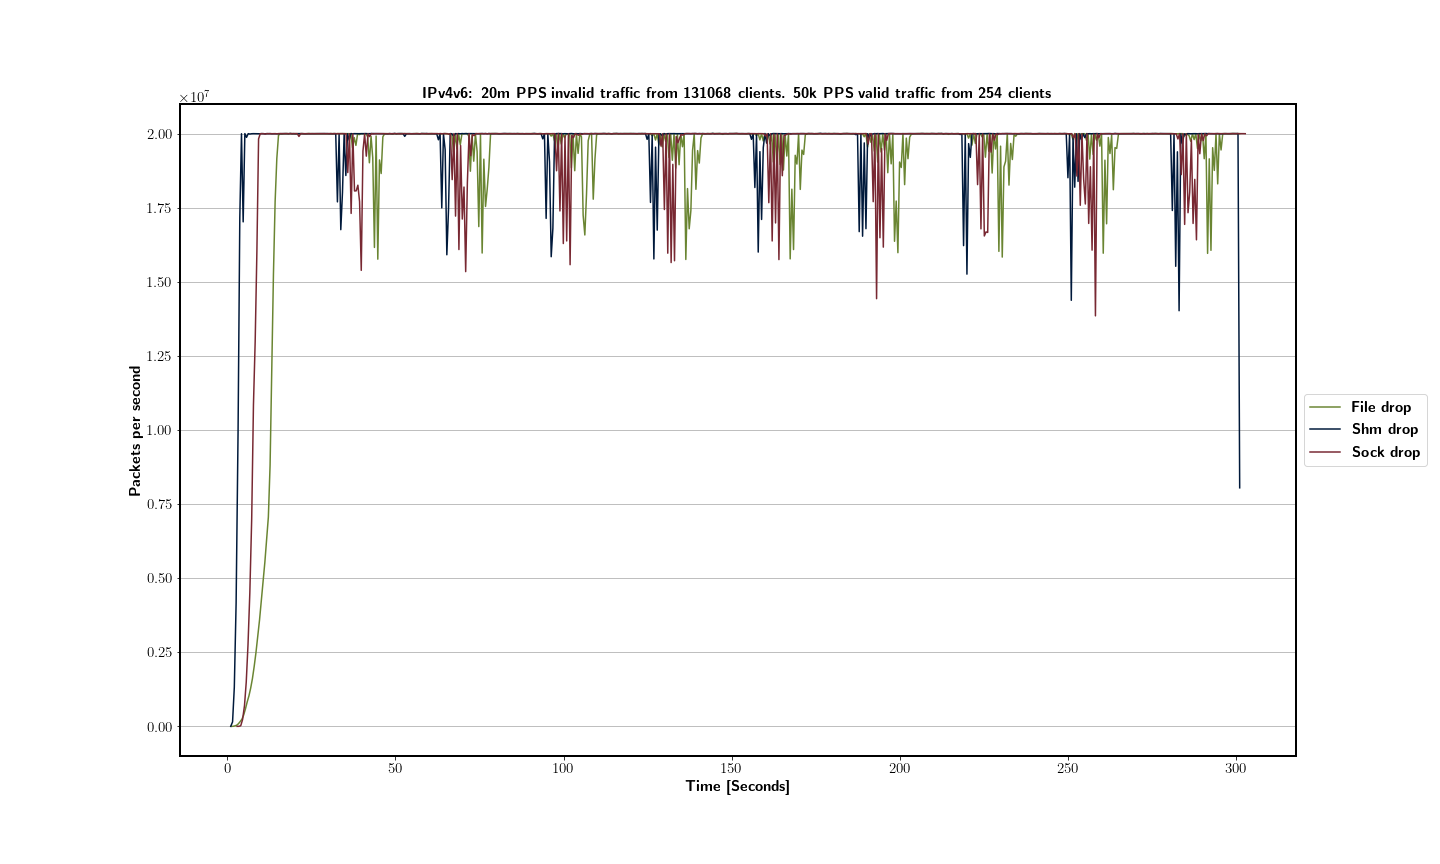 IPv4v6: 20m PPS invalid traffic from 131068 clients. 50k PPS valid traffic from 254 clients
×10⁷
2.00
1.75
1.50
1.25
1.00
0.75
0.50
0.25
0.00
Packets per second
0 50 100 150 200 250 300
Time [Seconds]
File drop
Shm drop
Sock drop